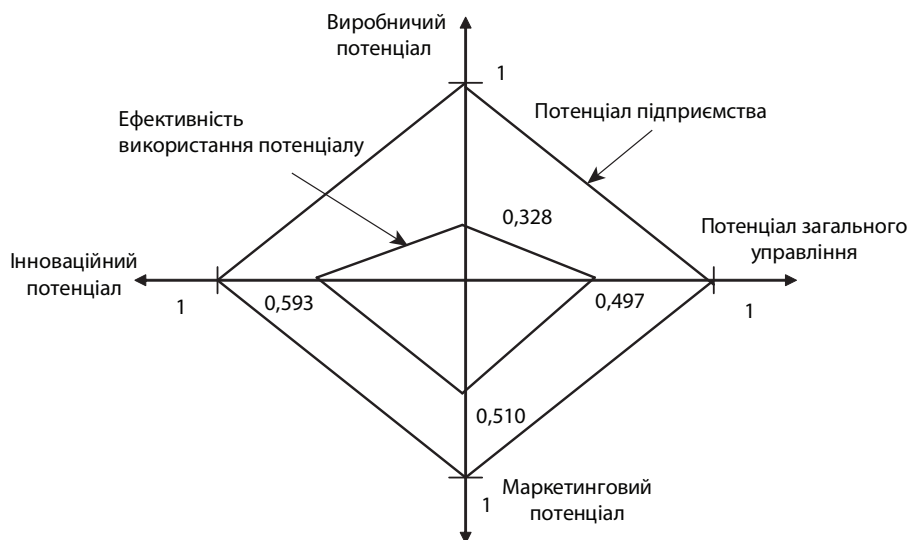 Виробничий
потенціал
1
Ефективність
використання потенціалу
Потенціал підприємства
0,328
Потенціал загального
управління
Інноваційний
потенціал
1
0,593
0,497
1
0,510
Маркетинговий
потенціал
1